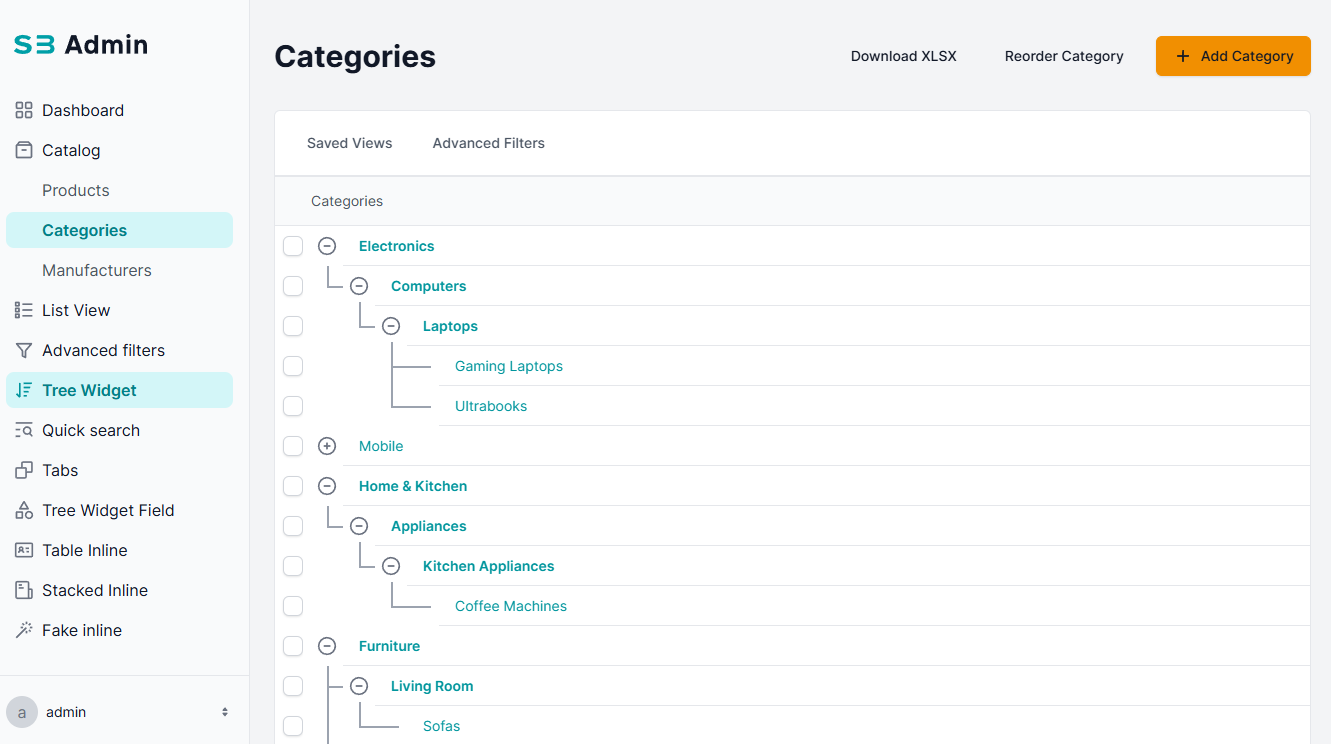 SB Admin
Dashboard
Catalog
Products
Categories
Manufacturers
List View
Advanced filters
Tree Widget
Quick search
Tabs
Tree Widget Field
Table Inline
Stacked Inline
Fake inline
a admin
Categories
Download XLSX Reorder Category + Add Category
Saved Views Advanced Filters
Categories
Electronics
Computers
Laptops
Gaming Laptops
Ultrabooks
Mobile
Home & Kitchen
Appliances
Kitchen Appliances
Coffee Machines
Furniture
Living Room
Sofas